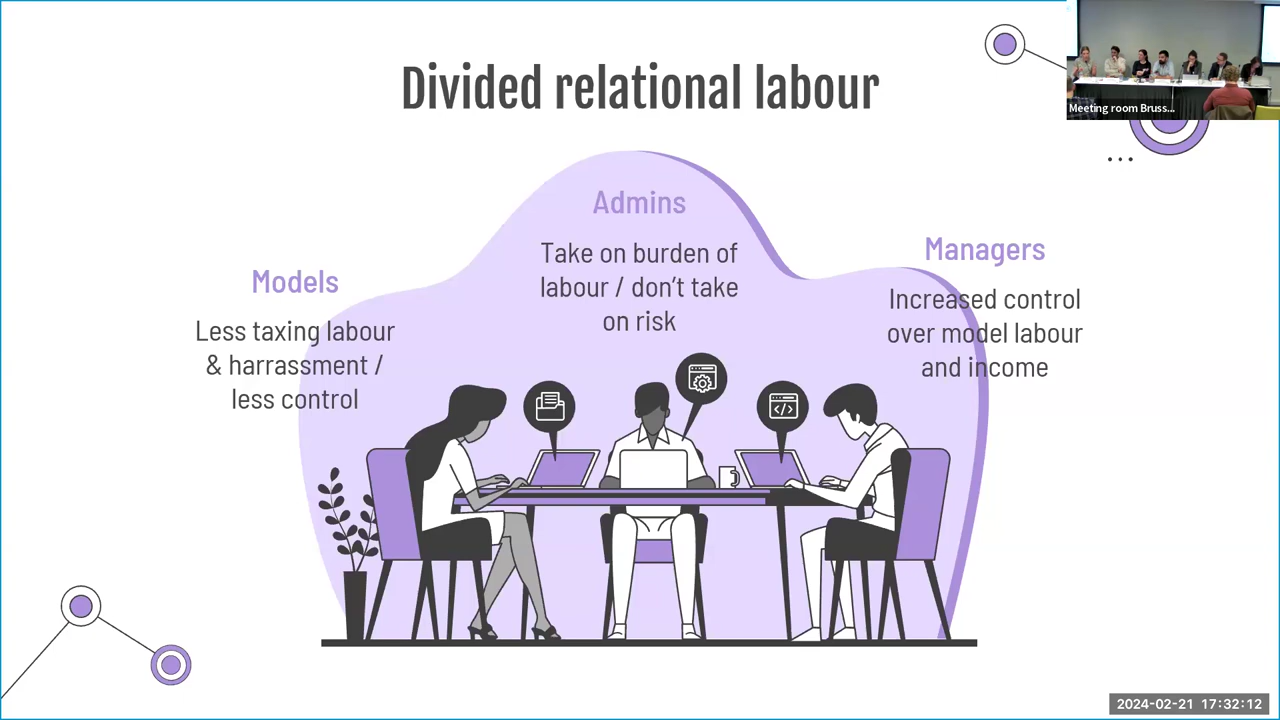 Divided relational labour
Meeting room Bruss...
Admins
Take on burden of
labour / don't take
on risk
Managers
Increased control
over model labour
and income
Models
Less taxing labour
& harrassment /
less control
2024-02-21 17:32:12